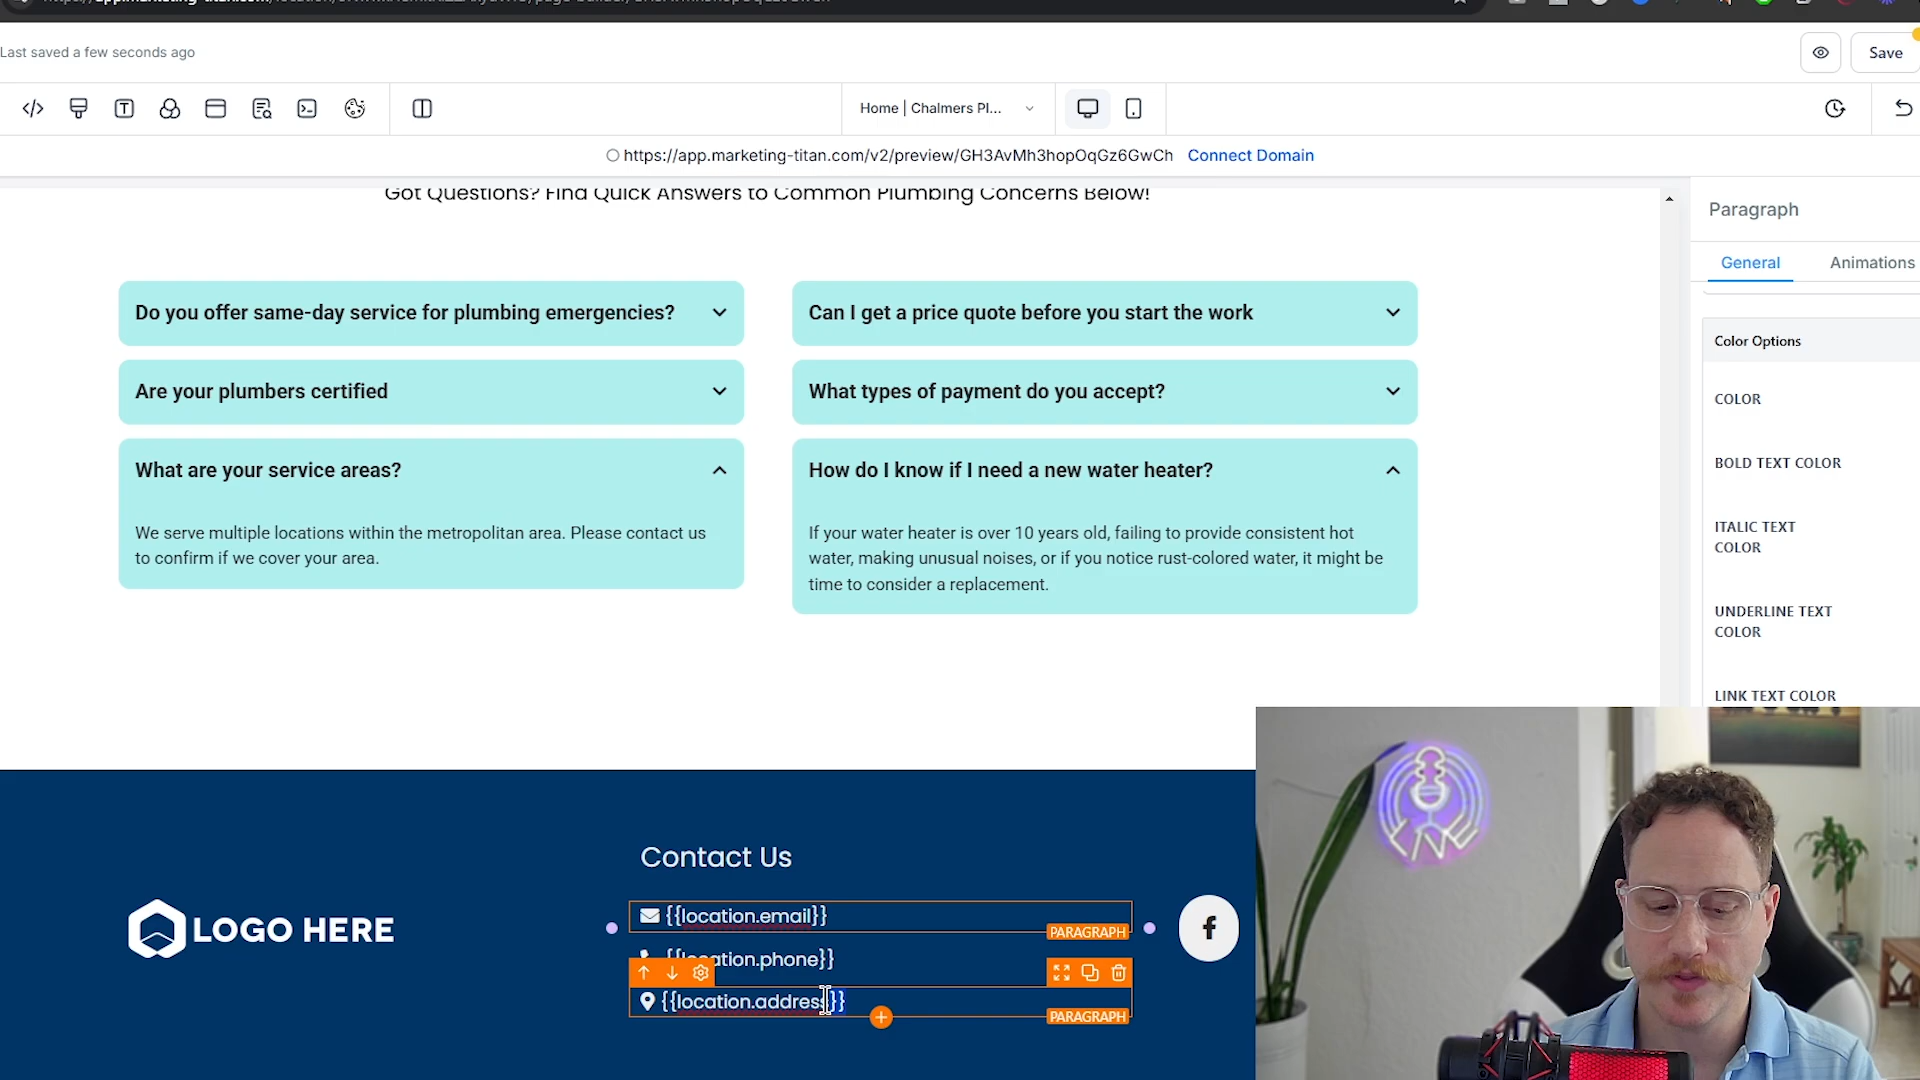 Last saved a few seconds ago
Save
Home | Chalmers Pl...
https://app.marketing-titan.com/v2/preview/GH3AvMh3hopOqGz6GwCh Connect Domain
Got Questions? Find Quick Answers to Common Plumbing Concerns Below!
Paragraph
General
Animations
Do you offer same-day service for plumbing emergencies?
Can I get a price quote before you start the work
Are your plumbers certified
What types of payment do you accept?
What are your service areas?
We serve multiple locations within the metropolitan area. Please contact us
to confirm if we cover your area.
How do I know if I need a new water heater?
If your water heater is over 10 years old, failing to provide consistent hot
water, making unusual noises, or if you notice rust-colored water, it might be
time to consider a replacement.
Color Options
COLOR
BOLD TEXT COLOR
ITALIC TEXT
COLOR
UNDERLINE TEXT
COLOR
LINK TEXT COLOR
LOGO HERE
Contact Us
{{location.email}}
PARAGRAPH
{{location.phone}}
{{location.address}}
PARAGRAPH